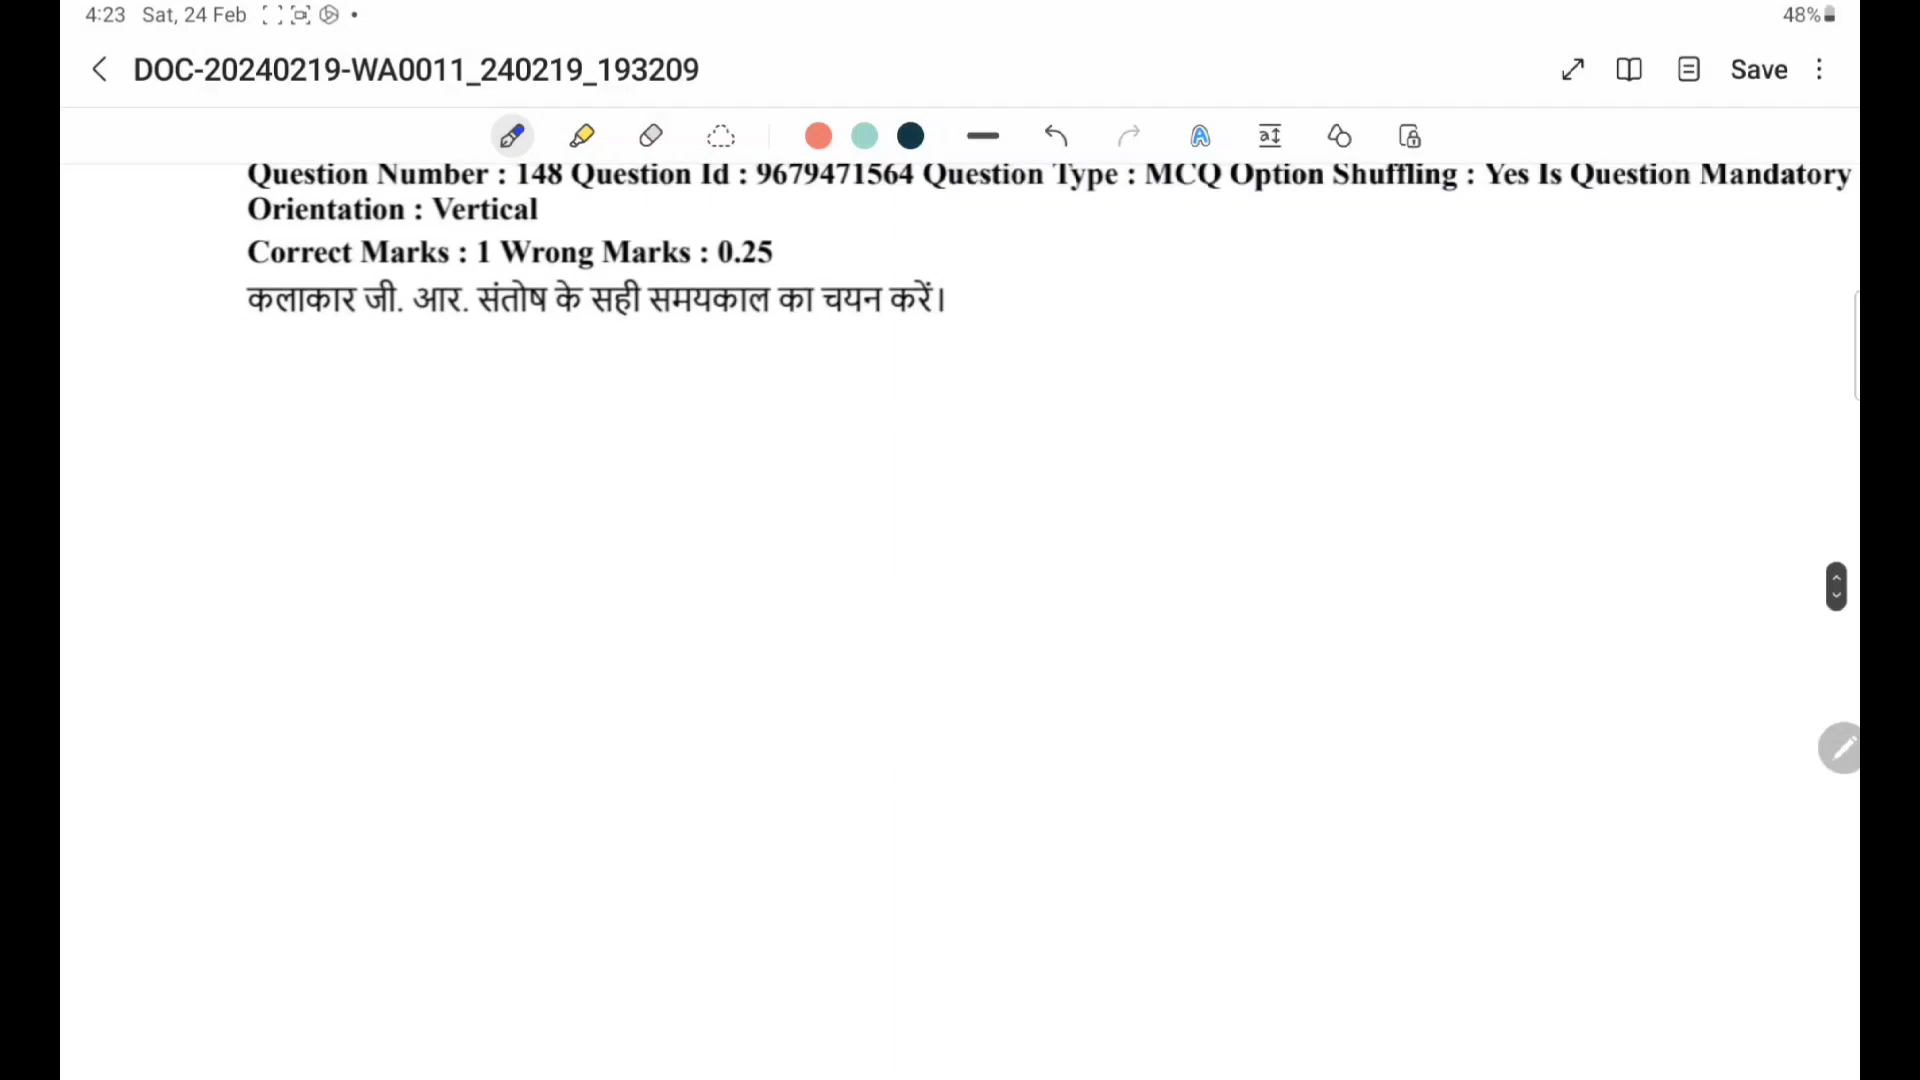 4:23 Sat, 24 Feb
48%
DOC-20240219-WA0011_240219_193209
Save
Question Number : 148 Question Id : 9679471564 Question Type : MCQ Option Shuffling : Yes Is Question Mandatory
Orientation : Vertical
Correct Marks : 1 Wrong Marks : 0.25
कलाकार जी. आर. संतोष के सही समयकाल का चयन करें।